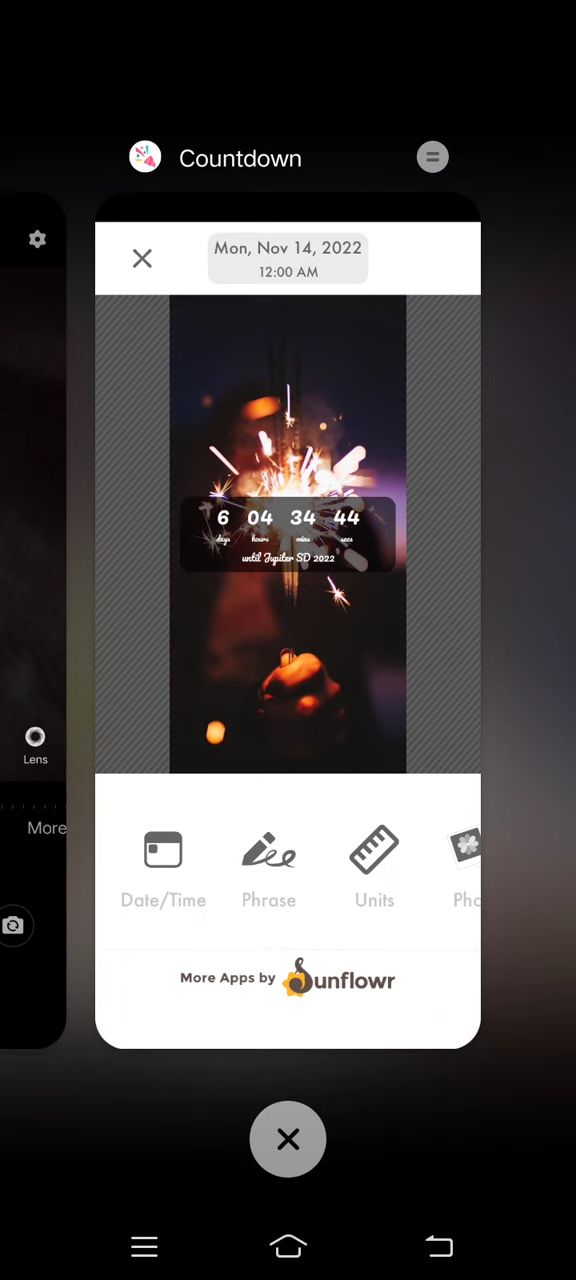 Countdown
Mon, Nov 14, 2022
12:00 AM
6 04 34 44
days hours mins secs
until Jupiter SD 2022
Lens
More
Date/Time Phrase Units Pho
More Apps by Sunflowr